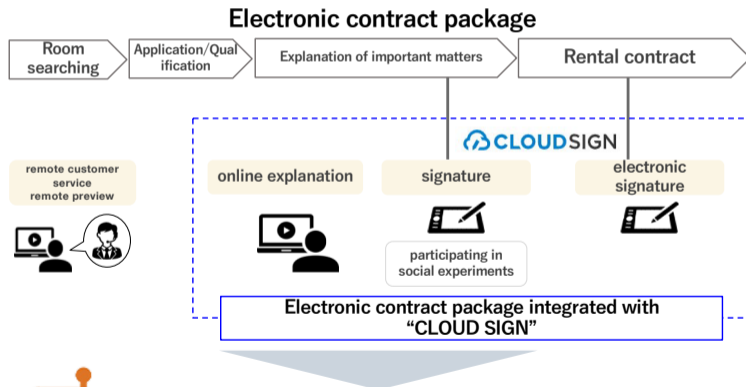 Electronic contract package
Room
searching
Application/Qual
ification
Explanation of important matters
Rental contract
CLOUDSIGN
remote customer
service
remote preview
online explanation
signature
electronic
signature
participating in
social experiments
Electronic contract package integrated with
“CLOUD SIGN”